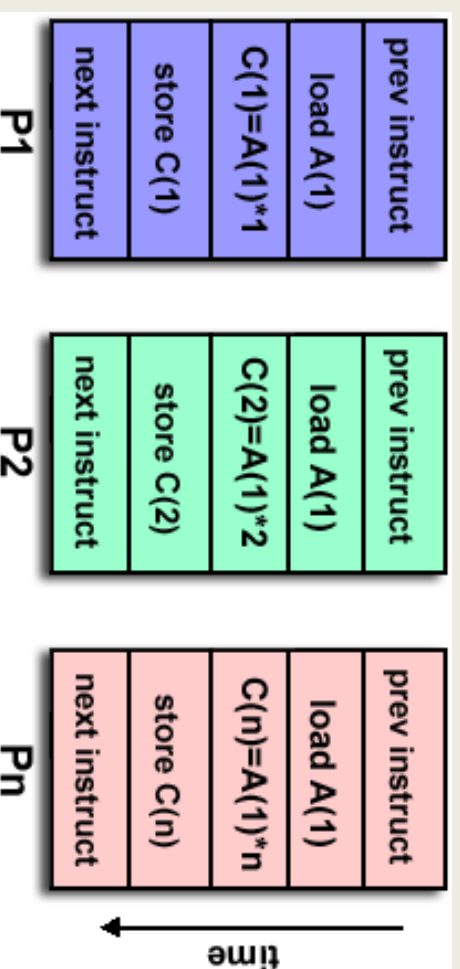 prev instruct
load A(1)
C(1)=A(1)*1
store C(1)
next instruct
P1
prev instruct
load A(1)
C(2)=A(1)*2
store C(2)
next instruct
P2
prev instruct
load A(1)
C(n)=A(1)*n
store C(n)
next instruct
Pn
time